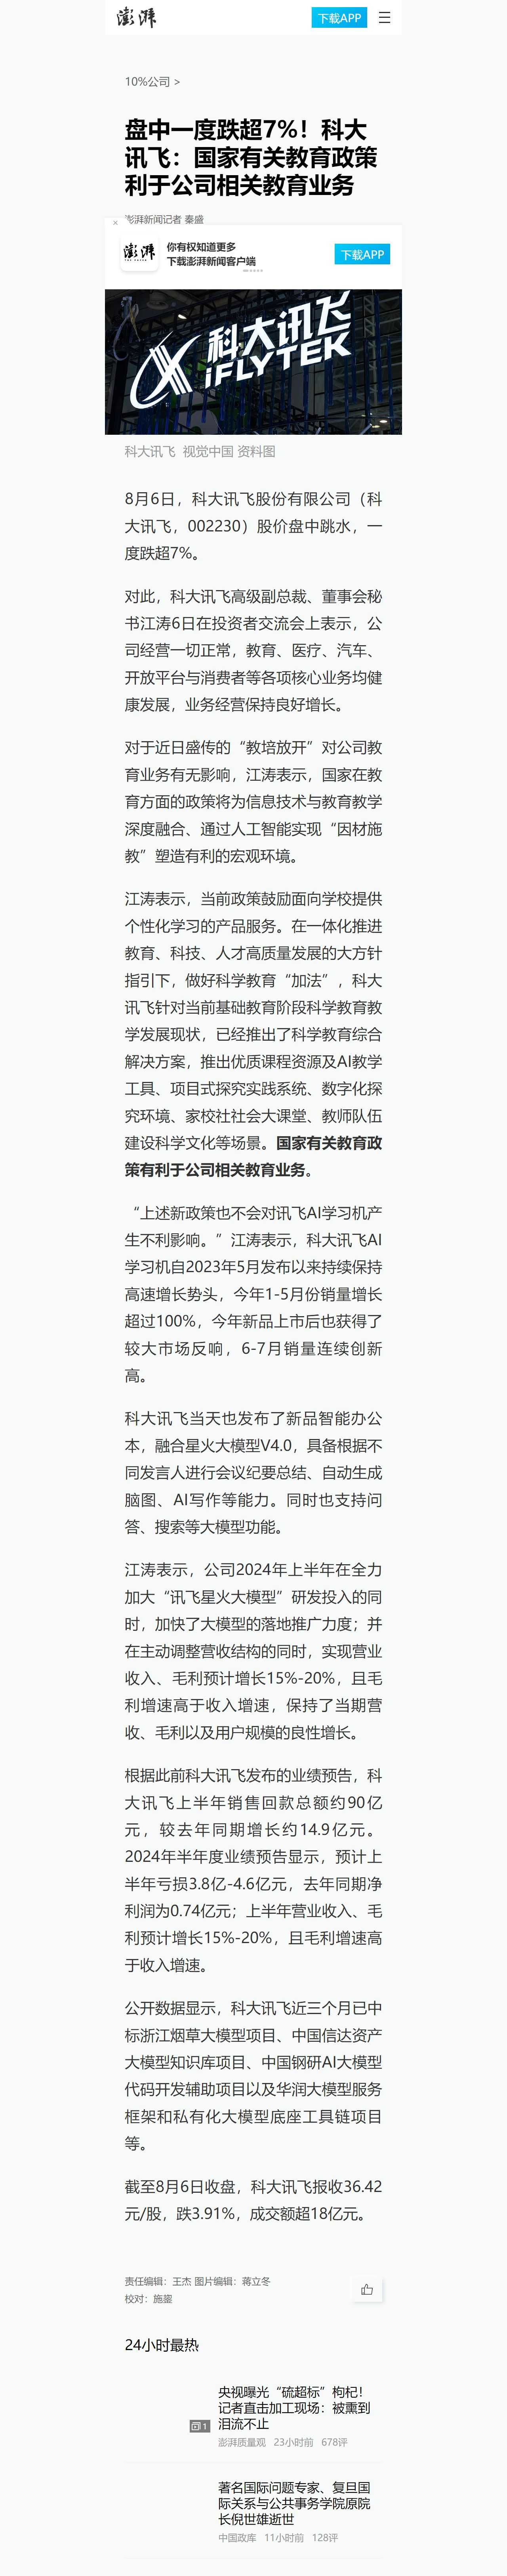 澎湃
下载APP
10%公司 >
盘中一度跌超7%！科大
讯飞：国家有关教育政策
利于公司相关教育业务
澎湃新闻记者 秦盛
×
澎湃
你有权知道更多
下载澎湃新闻客户端
下载APP
科大讯飞
iFLYTEK
科大讯飞 视觉中国 资料图
8月6日，科大讯飞股份有限公司（科
大讯飞，002230）股价盘中跳水，一
度跌超7%。
对此，科大讯飞高级副总裁、董事会秘
书江涛6日在投资者交流会上表示，公
司经营一切正常，教育、医疗、汽车、
开放平台与消费者等各项核心业务均健
康发展，业务经营保持良好增长。
对于近日盛传的“教培放开”对公司教
育业务有无影响，江涛表示，国家在教
育方面的政策将为信息技术与教育教学
深度融合、通过人工智能实现“因材施
教”塑造有利的宏观环境。
江涛表示，当前政策鼓励面向学校提供
个性化学习的产品服务。在一体化推进
教育、科技、人才高质量发展的大方针
指引下，做好科学教育“加法”，科大
讯飞针对当前基础教育阶段科学教育教
学发展现状，已经推出了科学教育综合
解决方案，推出优质课程资源及AI教学
工具、项目式探究实践系统、数字化探
究环境、家校社社会大课堂、教师队伍
建设科学文化等场景。国家有关教育政
策有利于公司相关教育业务。
“上述新政策也不会对讯飞AI学习机产
生不利影响。”江涛表示，科大讯飞AI
学习机自2023年5月发布以来持续保持
高速增长势头，今年1-5月份销量增长
超过100%，今年新品上市后也获得了
较大市场反响，6-7月销量连续创新
高。
科大讯飞当天也发布了新品智能办公
本，融合星火大模型V4.0，具备根据不
同发言人进行会议纪要总结、自动生成
脑图、AI写作等能力。同时也支持问
答、搜索等大模型功能。
江涛表示，公司2024年上半年在全力
加大“讯飞星火大模型”研发投入的同
时，加快了大模型的落地推广力度；并
在主动调整营收结构的同时，实现营业
收入、毛利预计增长15%-20%，且毛
利增速高于收入增速，保持了当期营
收、毛利以及用户规模的良性增长。
根据此前科大讯飞发布的业绩预告，科
大讯飞上半年销售回款总额约90亿
元，较去年同期增长约14.9亿元。
2024年半年度业绩预告显示，预计上
半年亏损3.8亿-4.6亿元，去年同期净
利润为0.74亿元；上半年营业收入、毛
利预计增长15%-20%，且毛利增速高
于收入增速。
公开数据显示，科大讯飞近三个月已中
标浙江烟草大模型项目、中国信达资产
大模型知识库项目、中国钢研AI大模型
代码开发辅助项目以及华润大模型服务
框架和私有化大模型底座工具链项目
等。
截至8月6日收盘，科大讯飞报收36.42
元/股，跌3.91%，成交额超18亿元。
责任编辑：王杰 图片编辑：蒋立冬
校对：施鋆
24小时最热
央视曝光“硫超标”枸杞！
记者直击加工现场：被熏到
泪流不止
1
澎湃质量观 23小时前 678评
著名国际问题专家、复旦国
际关系与公共事务学院原院
长倪世雄逝世
中国政库 11小时前 128评